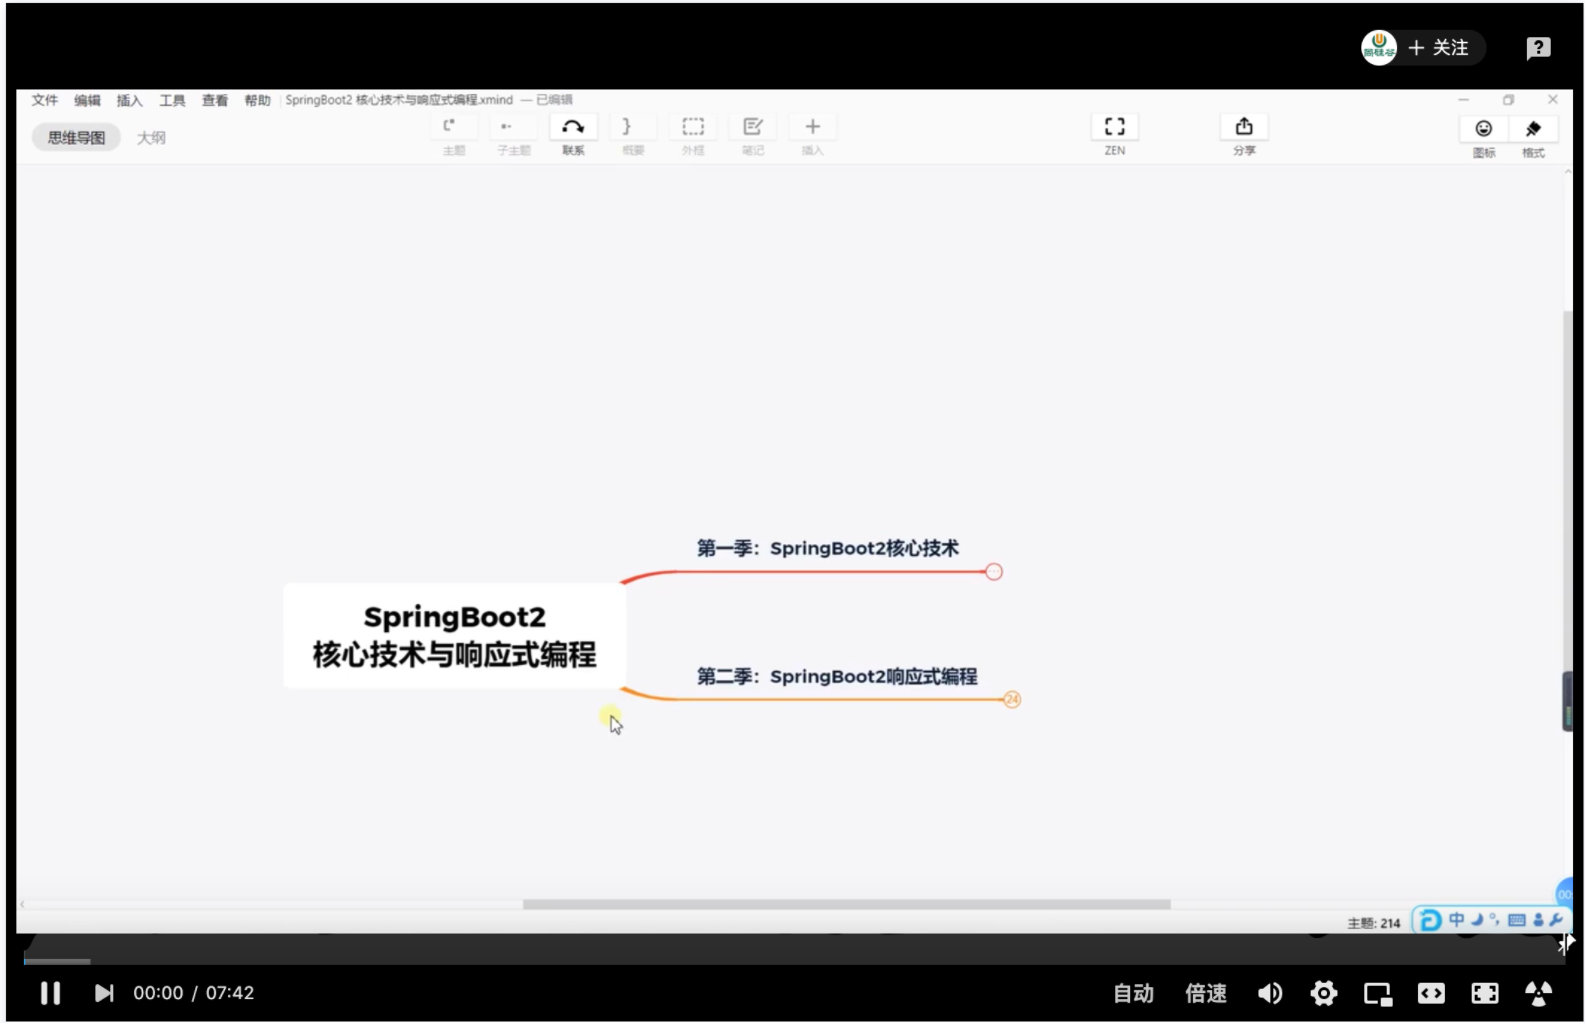 尚硅谷 + 关注
文件 编辑 插入 工具 查看 帮助 SpringBoot2 核心技术与响应式编程.xmind — 已编辑
思维导图 大纲
主题 子主题 联系 概要 外框 笔记 插入 ZEN 分享 图标 格式
第一季：SpringBoot2核心技术
SpringBoot2
核心技术与响应式编程
第二季：SpringBoot2响应式编程
24
00:
主题: 214
中
00:00 / 07:42 自动 倍速